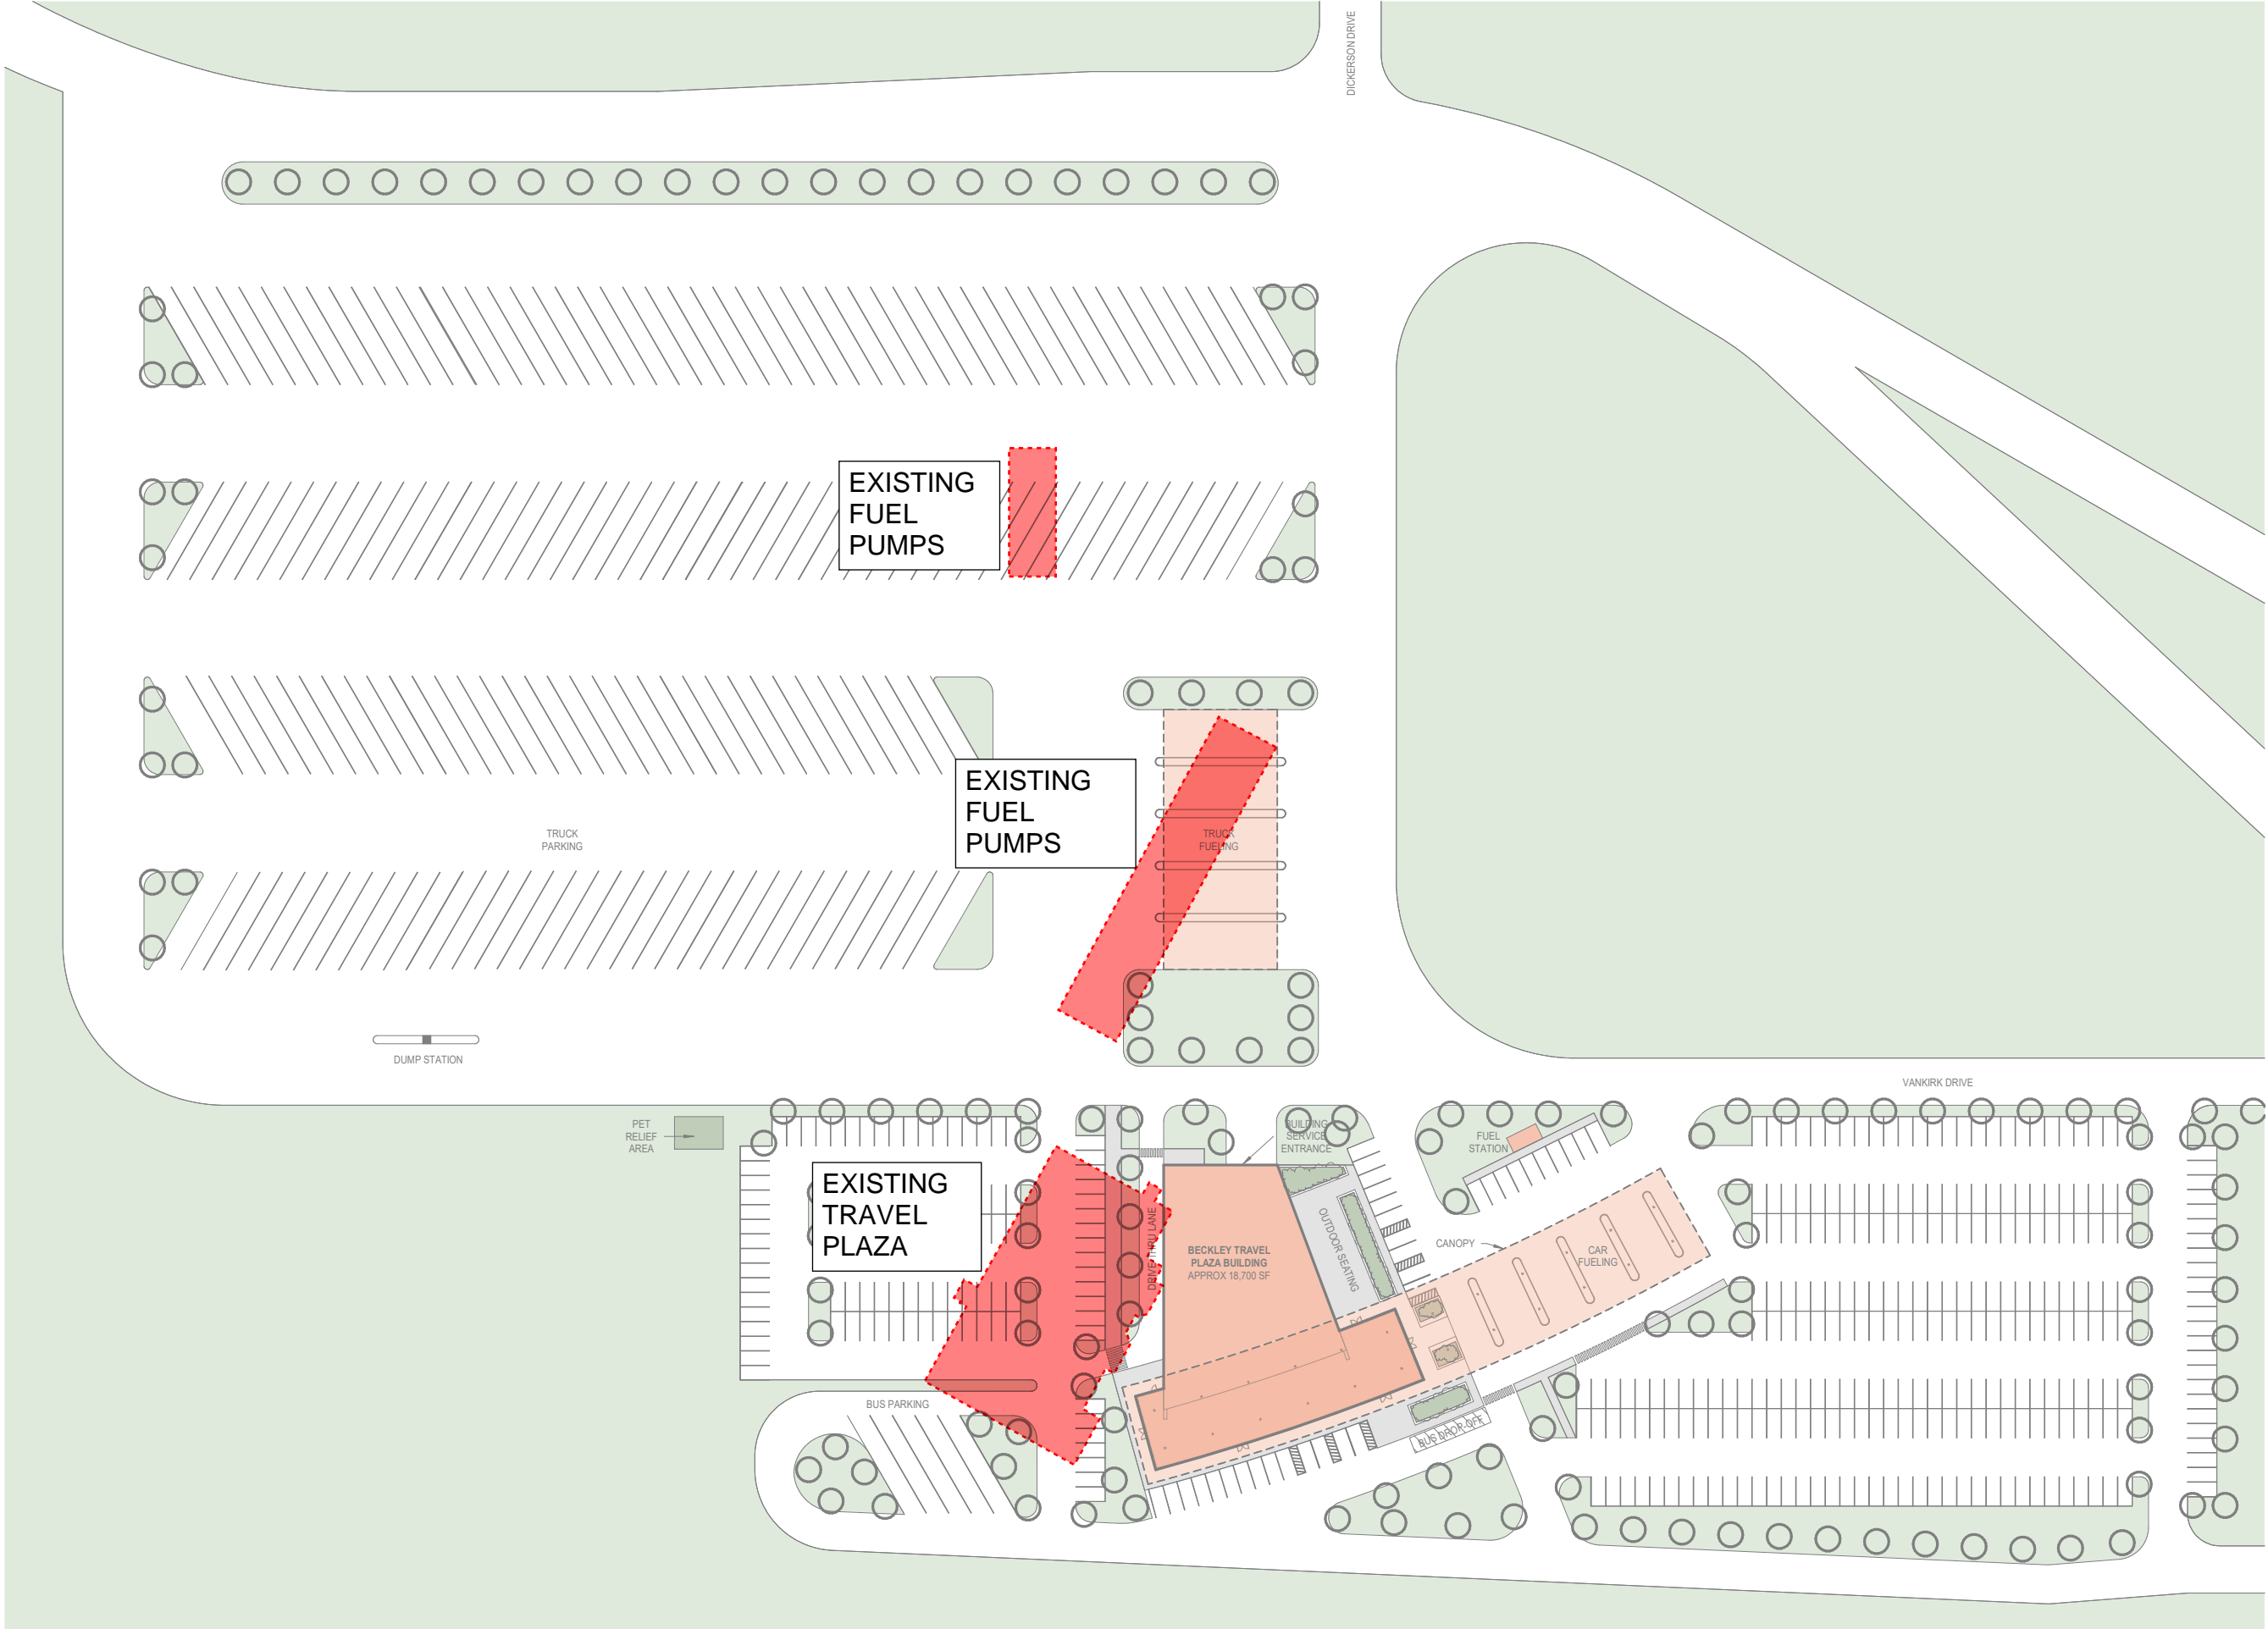 DICKERSON DRIVE
EXISTING
FUEL
PUMPS
EXISTING
FUEL
PUMPS
TRUCK
PARKING
TRUCK
FUELING
DUMP STATION
VANKIRK DRIVE
PET
RELIEF
AREA
BUILDING
SERVICE
ENTRANCE
FUEL
STATION
EXISTING
TRAVEL
PLAZA
DRIVE THRU LANE
OUTDOOR SEATING
BECKLEY TRAVEL
PLAZA BUILDING
APPROX 18,700 SF
CANOPY
CAR
FUELING
BUS PARKING
BUS DROP-OFF